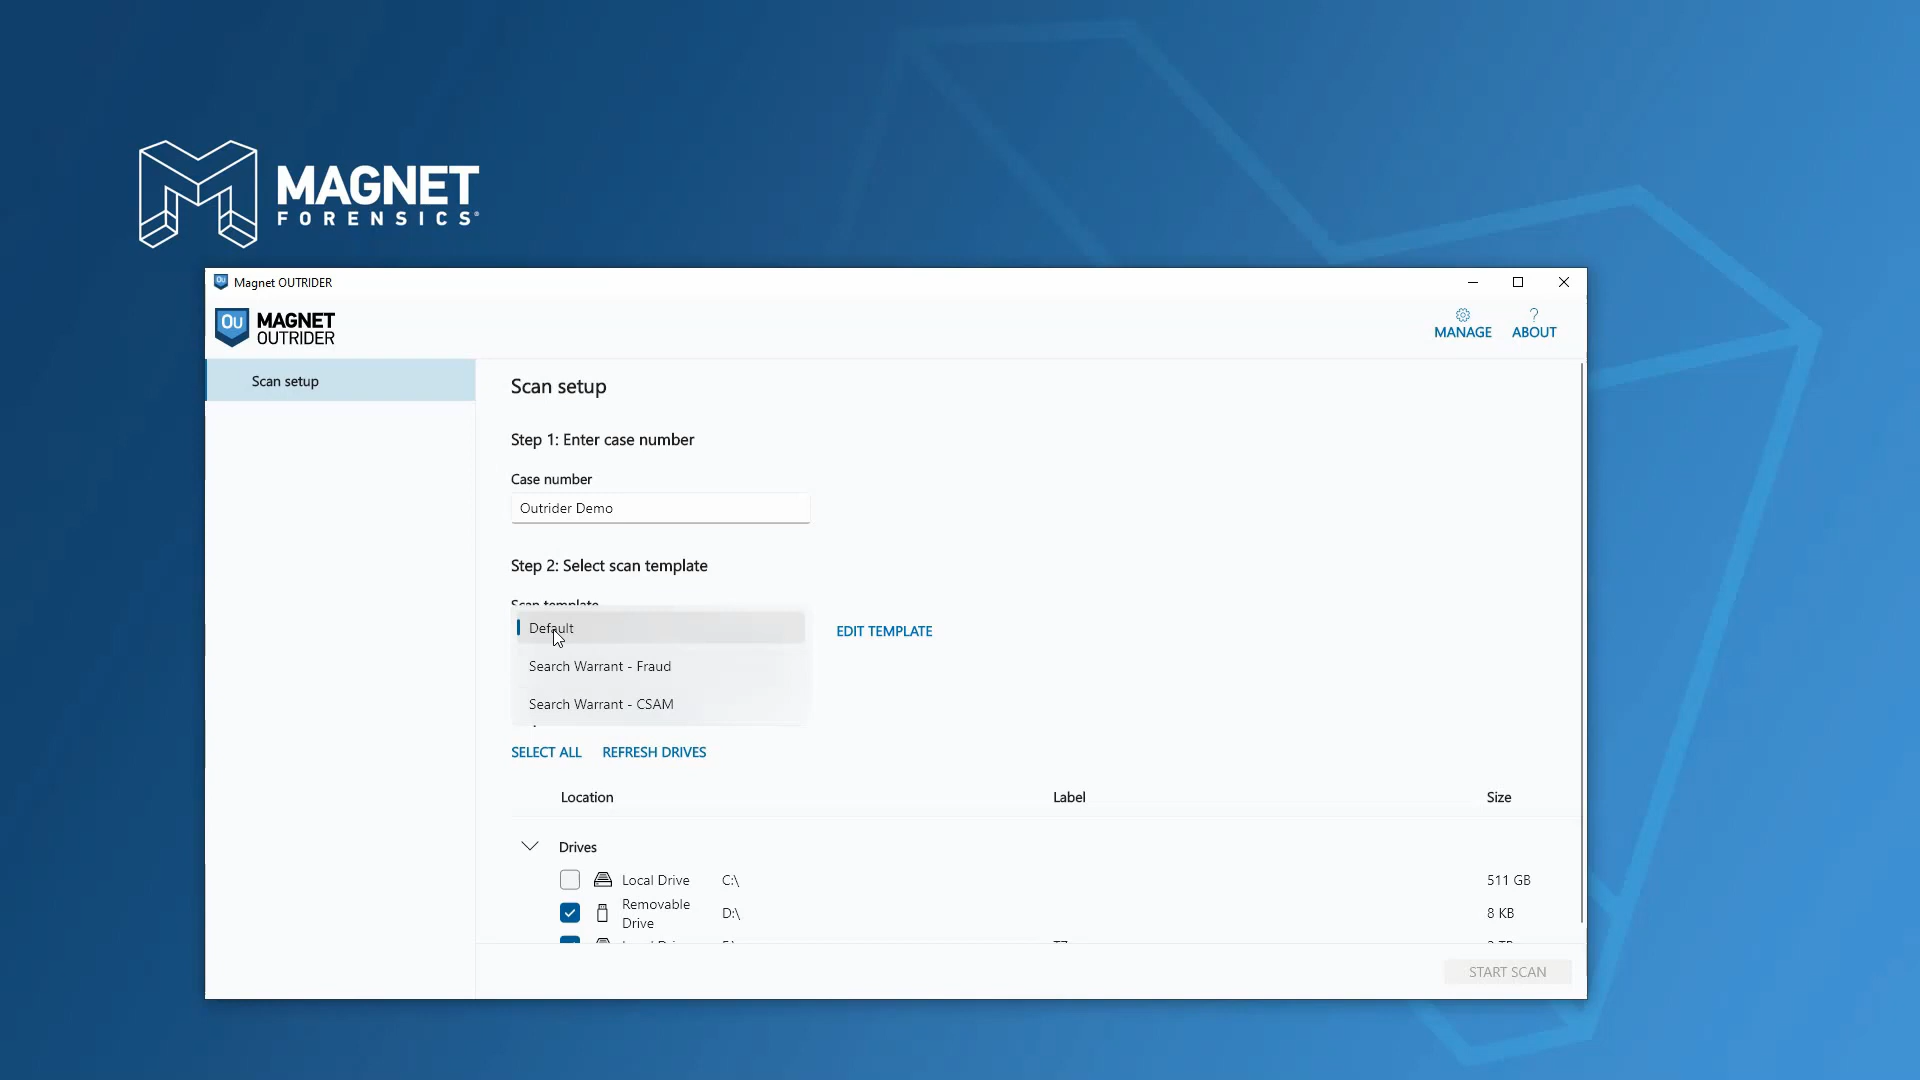 MAGNET
FORENSICS
Magnet OUTRIDER
OU MAGNET
OUTRIDER
MANAGE
ABOUT
Scan setup
Scan setup
Step 1: Enter case number
Case number
Outrider Demo
Step 2: Select scan template
Scan template
Default
EDIT TEMPLATE
Search Warrant - Fraud
Search Warrant - CSAM
SELECT ALL REFRESH DRIVES
Location Label Size
Drives
Local Drive C:\ 511 GB
Removable Drive D:\ 8 KB
START SCAN